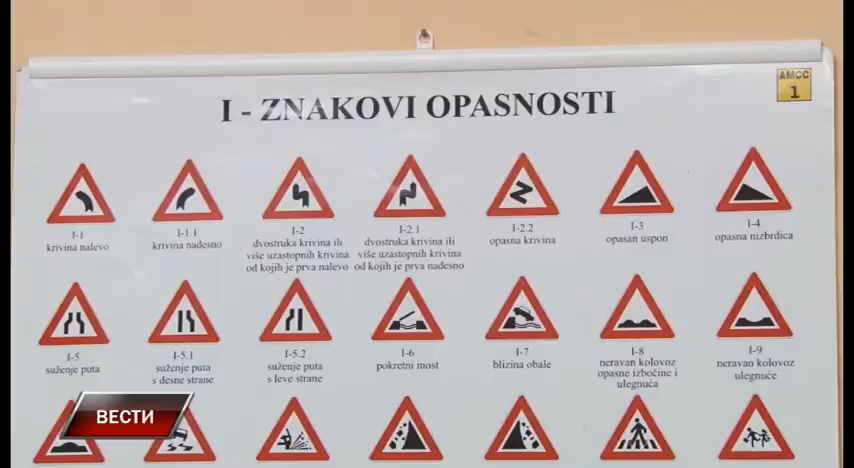 AMCC
1
I - ZNAKOVI OPASNOSTI
I-1
krivina nalevo
I-1.1
krivina nadesno
I-2
dvostruka krivina ili
više uzastopnih krivina
od kojih je prva nalevo
I-2.1
dvostruka krivina ili
više uzastopnih krivina
od kojih je prva nadesno
I-2.2
opasna krivina
I-3
opasan uspon
I-4
opasna nizbrdica
I-5
suženje puta
I-5.1
suženje puta
s desne strane
I-5.2
suženje puta
s leve strane
I-6
pokretni most
I-7
blizina obale
I-8
neravan kolovoz
opasne izbočine i
ulegnuća
I-9
neravan kolovoz
ulegnuće
ВЕСТИ